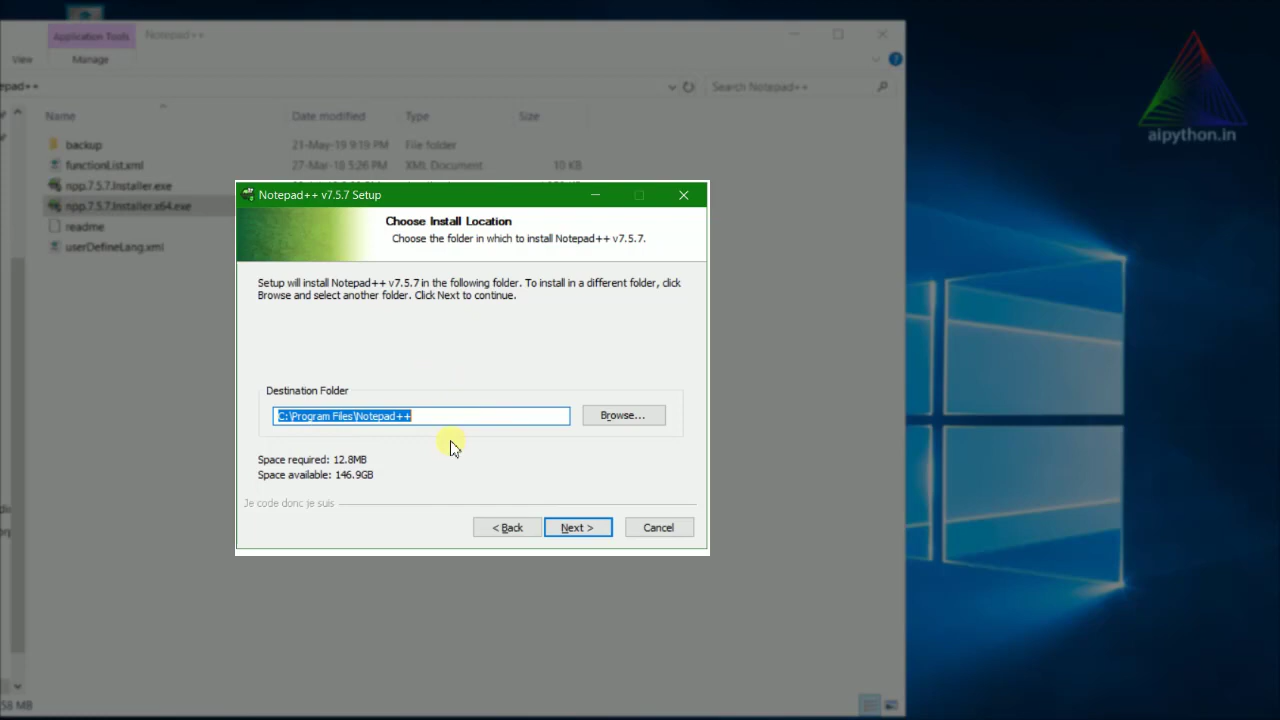 Application Tools
Notepad++
View
Manage
pad++
Search Notepad++
Name
Date modified
Type
Size
backup
21-May-19 9:19 PM
File folder
functionList.xml
27-Mar-18 5:26 PM
XML Document
10 KB
npp.7.5.7.Installer.exe
npp.7.5.7.Installer.x64.exe
readme
userDefineLang.xml
Notepad++ v7.5.7 Setup
Choose Install Location
Choose the folder in which to install Notepad++ v7.5.7.
Setup will install Notepad++ v7.5.7 in the following folder. To install in a different folder, click
Browse and select another folder. Click Next to continue.
Destination Folder
C:\Program Files\Notepad++
Browse...
Space required: 12.8MB
Space available: 146.9GB
Je code donc je suis
< Back
Next >
Cancel
58 MB
aipython.in